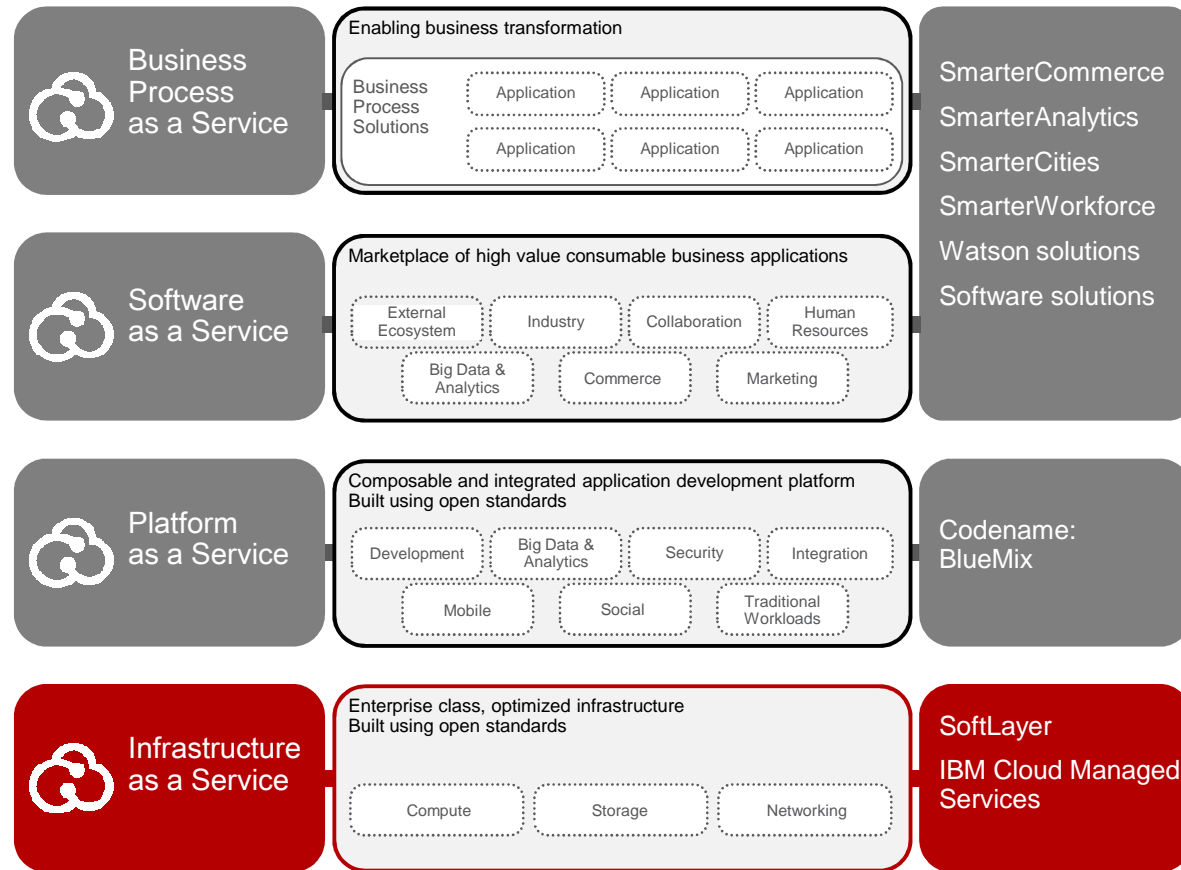 Business
Process
as a Service
Enabling business transformation
Business
Process
Solutions
Application
Application
Application
Application
Application
Application
SmarterCommerce
SmarterAnalytics
SmarterCities
SmarterWorkforce
Watson solutions
Software solutions
Software
as a Service
Marketplace of high value consumable business applications
External
Ecosystem
Industry
Collaboration
Human
Resources
Big Data &
Analytics
Commerce
Marketing
Platform
as a Service
Composable and integrated application development platform
Built using open standards
Development
Big Data &
Analytics
Security
Integration
Mobile
Social
Traditional
Workloads
Codename:
BlueMix
Infrastructure
as a Service
Enterprise class, optimized infrastructure
Built using open standards
Compute
Storage
Networking
SoftLayer
IBM Cloud Managed
Services